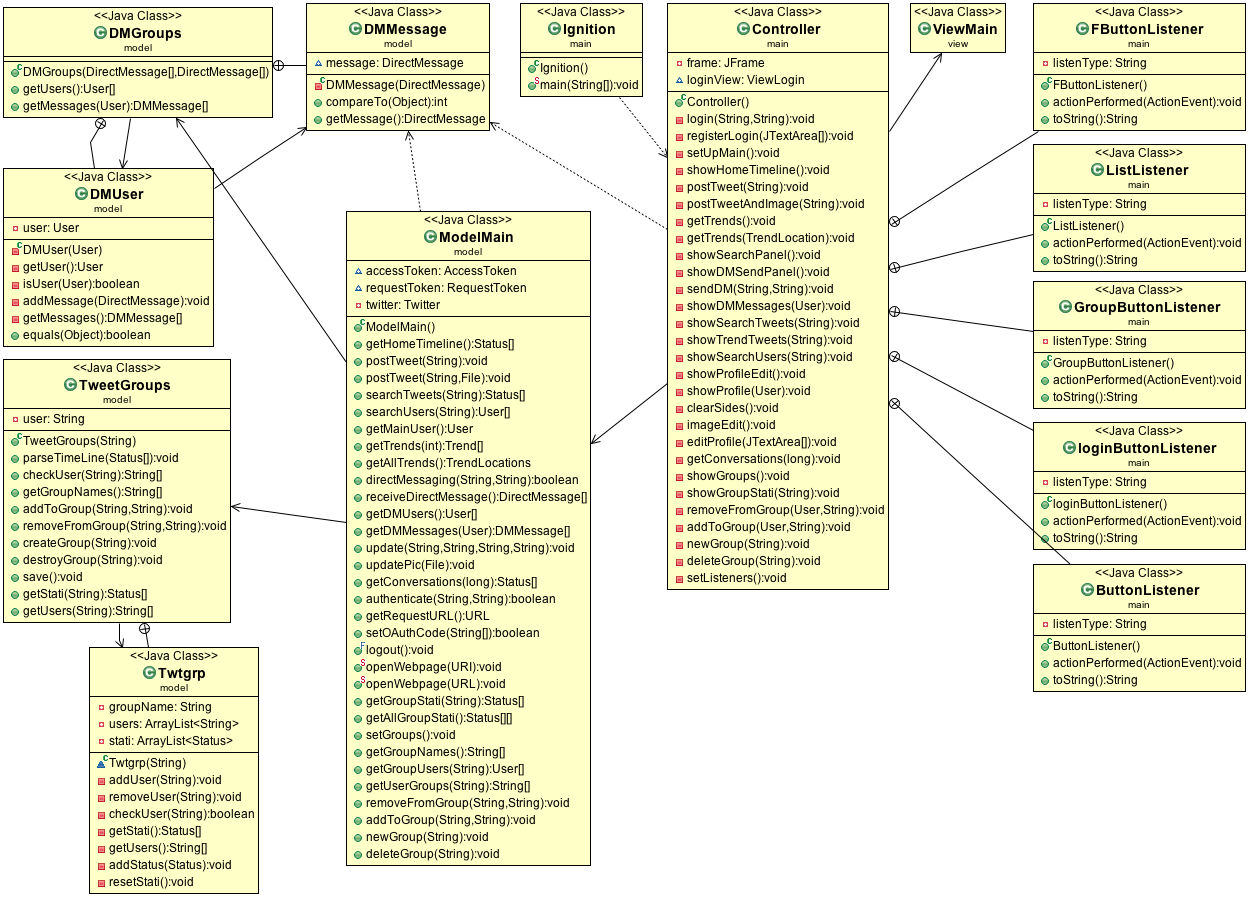 <<Java Class>>
DMGroups
model
DMGroups(DirectMessage[],DirectMessage[])
getUsers():User[]
getMessages(User):DMMessage[]
<<Java Class>>
DMMessage
model
message: DirectMessage
DMMessage(DirectMessage)
compareTo(Object):int
getMessage():DirectMessage
<<Java Class>>
Ignition
main
Ignition()
main(String[]):void
<<Java Class>>
Controller
main
frame: JFrame
loginView: ViewLogin
Controller()
login(String,String):void
registerLogin(JTextArea[]):void
setUpMain():void
showHomeTimeline():void
postTweet(String):void
postTweetAndImage(String):void
getTrends():void
getTrends(TrendLocation):void
showSearchPanel():void
showDMSendPanel():void
sendDM(String,String):void
showDMMessages(User):void
showSearchTweets(String):void
showTrendTweets(String):void
showSearchUsers(String):void
showProfileEdit():void
showProfile(User):void
clearSides():void
imageEdit():void
editProfile(JTextArea[]):void
getConversations(long):void
showGroups():void
showGroupStati(String):void
removeFromGroup(User,String):void
addToGroup(User,String):void
newGroup(String):void
deleteGroup(String):void
setListeners():void
<<Java Class>>
ViewMain
view
<<Java Class>>
FButtonListener
main
listenType: String
FButtonListener()
actionPerformed(ActionEvent):void
toString():String
<<Java Class>>
ListListener
main
listenType: String
ListListener()
actionPerformed(ActionEvent):void
toString():String
<<Java Class>>
GroupButtonListener
main
listenType: String
GroupButtonListener()
actionPerformed(ActionEvent):void
toString():String
<<Java Class>>
loginButtonListener
main
listenType: String
loginButtonListener()
actionPerformed(ActionEvent):void
toString():String
<<Java Class>>
ButtonListener
main
listenType: String
ButtonListener()
actionPerformed(ActionEvent):void
toString():String
<<Java Class>>
DMUser
model
user: User
DMUser(User)
getUser():User
isUser(User):boolean
addMessage(DirectMessage):void
getMessages():DMMessage[]
equals(Object):boolean
<<Java Class>>
ModelMain
model
accessToken: AccessToken
requestToken: RequestToken
twitter: Twitter
ModelMain()
getHomeTimeline():Status[]
postTweet(String):void
postTweet(String,File):void
searchTweets(String):Status[]
searchUsers(String):User[]
getMainUser():User
getTrends(int):Trend[]
getAllTrends():TrendLocations
directMessaging(String,String):boolean
receiveDirectMessage():DirectMessage[]
getDMUsers():User[]
getDMMessages(User):DMMessage[]
update(String,String,String,String):void
updatePic(File):void
getConversations(long):Status[]
authenticate(String,String):boolean
getRequestURL():URL
setOAuthCode(String[]):boolean
logout():void
openWebpage(URI):void
openWebpage(URL):void
getGroupStati(String):Status[]
getAllGroupStati():Status[][]
setGroups():void
getGroupNames():String[]
getGroupUsers(String):User[]
getUserGroups(String):String[]
removeFromGroup(String,String):void
addToGroup(String,String):void
newGroup(String):void
deleteGroup(String):void
<<Java Class>>
TweetGroups
model
user: String
TweetGroups(String)
parseTimeLine(Status[]):void
checkUser(String):String[]
getGroupNames():String[]
addToGroup(String,String):void
removeFromGroup(String,String):void
createGroup(String):void
destroyGroup(String):void
save():void
getStati(String):Status[]
getUsers(String):String[]
<<Java Class>>
Twtgrp
model
groupName: String
users: ArrayList<String>
stati: ArrayList<Status>
Twtgrp(String)
addUser(String):void
removeUser(String):void
checkUser(String):boolean
getStati():Status[]
getUsers():String[]
addStatus(Status):void
resetStati():void